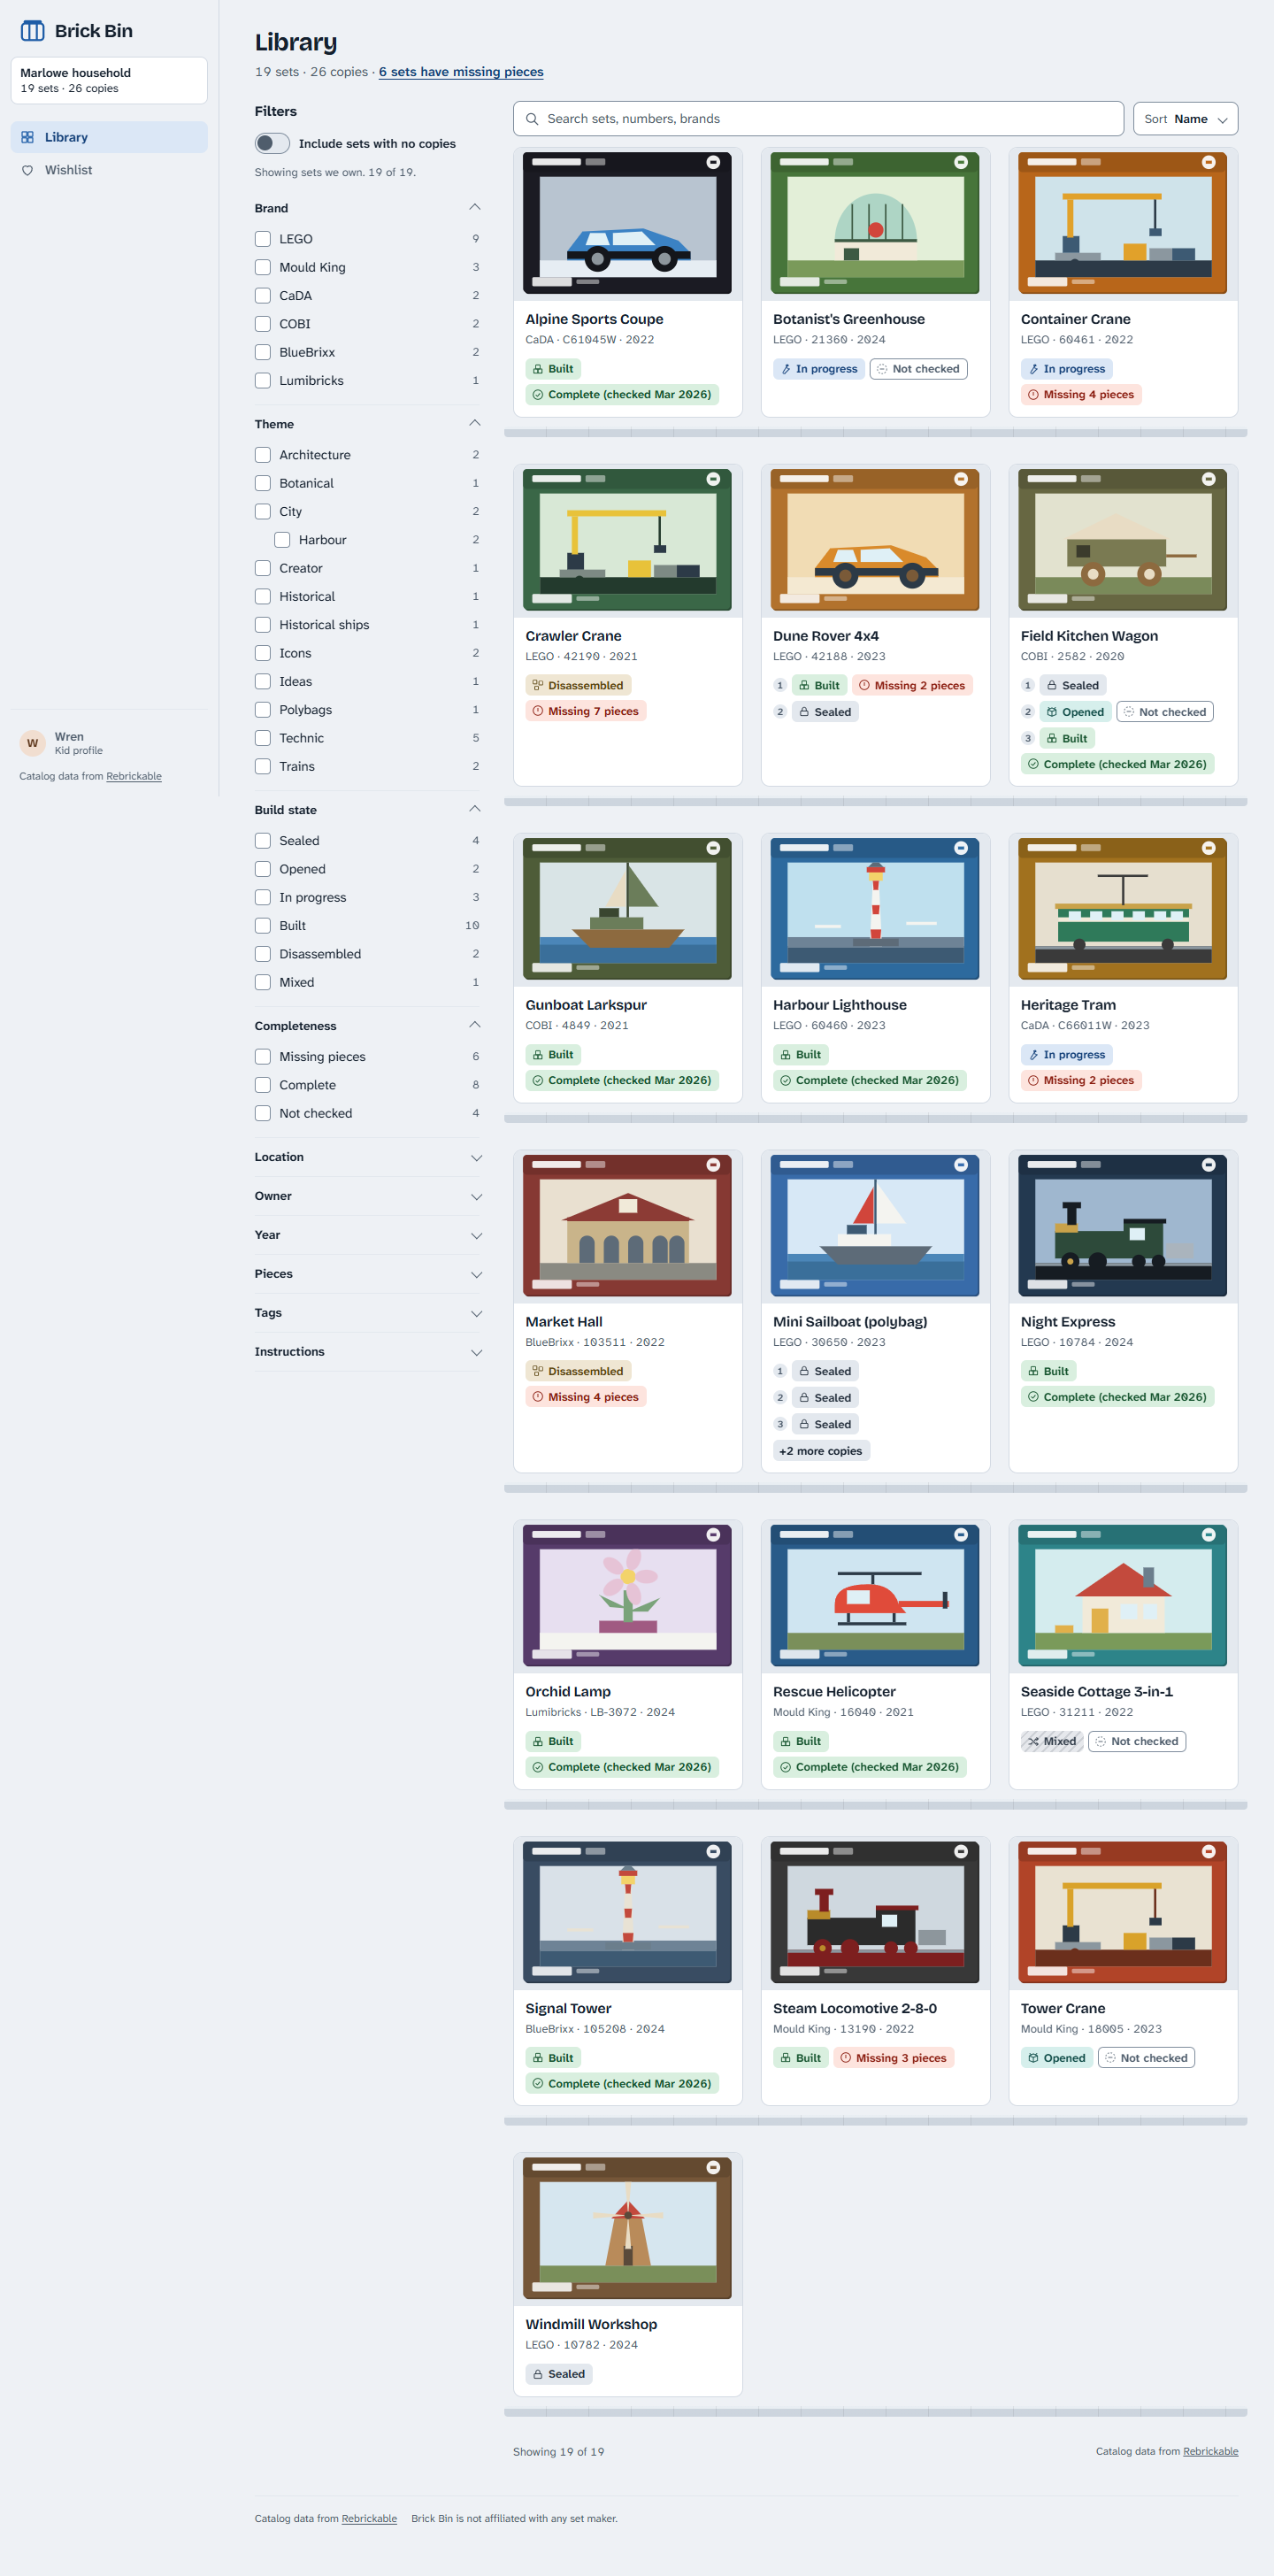 Brick Bin
Marlowe household
19 sets · 26 copies
Library
Wishlist
W
Wren
Kid profile
Catalog data from Rebrickable
Library
19 sets · 26 copies · 6 sets have missing pieces
Filters
Include sets with no copies
Showing sets we own. 19 of 19.
Brand
LEGO 9
Mould King 3
CaDA 2
COBI 2
BlueBrixx 2
Lumibricks 1
Theme
Architecture 2
Botanical 1
City 2
Harbour 2
Creator 1
Historical 1
Historical ships 1
Icons 2
Ideas 1
Polybags 1
Technic 5
Trains 2
Build state
Sealed 4
Opened 2
In progress 3
Built 10
Disassembled 2
Mixed 1
Completeness
Missing pieces 6
Complete 8
Not checked 4
Location
Owner
Year
Pieces
Tags
Instructions
Search sets, numbers, brands
Sort Name
Alpine Sports Coupe
CaDA · C61045W · 2022
Built
Complete (checked Mar 2026)
Botanist's Greenhouse
LEGO · 21360 · 2024
In progress Not checked
Container Crane
LEGO · 60461 · 2022
In progress
Missing 4 pieces
Crawler Crane
LEGO · 42190 · 2021
Disassembled
Missing 7 pieces
Dune Rover 4x4
LEGO · 42188 · 2023
1 Built Missing 2 pieces
2 Sealed
Field Kitchen Wagon
COBI · 2582 · 2020
1 Sealed
2 Opened Not checked
3 Built
Complete (checked Mar 2026)
Gunboat Larkspur
COBI · 4849 · 2021
Built
Complete (checked Mar 2026)
Harbour Lighthouse
LEGO · 60460 · 2023
Built
Complete (checked Mar 2026)
Heritage Tram
CaDA · C66011W · 2023
In progress
Missing 2 pieces
Market Hall
BlueBrixx · 103511 · 2022
Disassembled
Missing 4 pieces
Mini Sailboat (polybag)
LEGO · 30650 · 2023
1 Sealed
2 Sealed
3 Sealed
+2 more copies
Night Express
LEGO · 10784 · 2024
Built
Complete (checked Mar 2026)
Orchid Lamp
Lumibricks · LB-3072 · 2024
Built
Complete (checked Mar 2026)
Rescue Helicopter
Mould King · 16040 · 2021
Built
Complete (checked Mar 2026)
Seaside Cottage 3-in-1
LEGO · 31211 · 2022
Mixed Not checked
Signal Tower
BlueBrixx · 105208 · 2024
Built
Complete (checked Mar 2026)
Steam Locomotive 2-8-0
Mould King · 13190 · 2022
Built Missing 3 pieces
Tower Crane
Mould King · 18005 · 2023
Opened Not checked
Windmill Workshop
LEGO · 10782 · 2024
Sealed
Showing 19 of 19
Catalog data from Rebrickable
Catalog data from Rebrickable Brick Bin is not affiliated with any set maker.